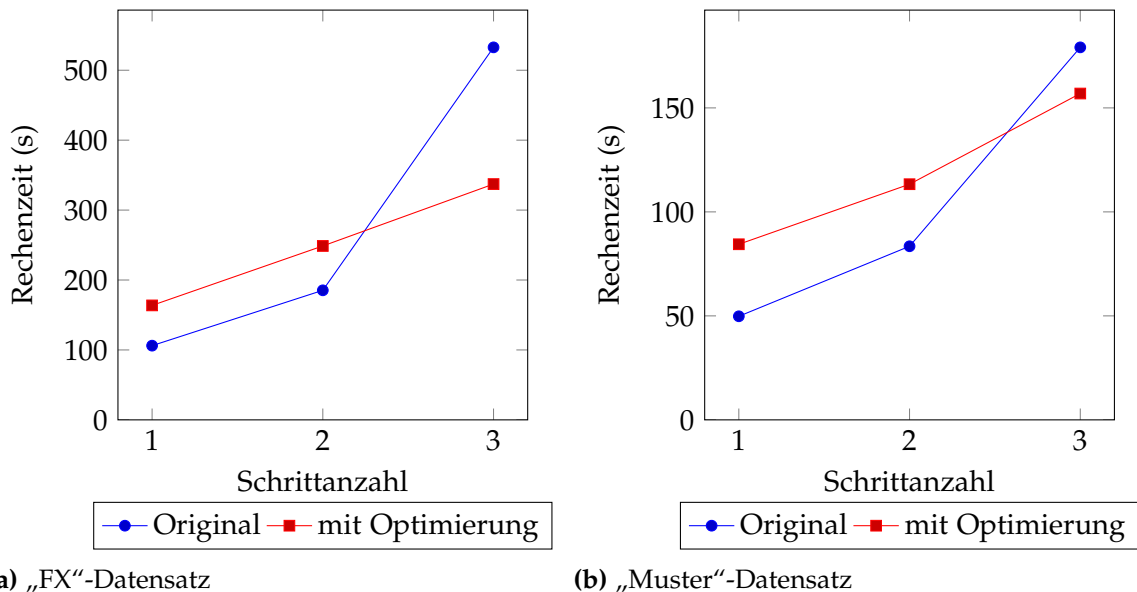 500
400
300
200
100
0
Rechenzeit (s)
1 2 3
Schrittanzahl
Original mit Optimierung
a) „FX“-Datensatz
150
100
50
0
Rechenzeit (s)
1 2 3
Schrittanzahl
Original mit Optimierung
(b) „Muster“-Datensatz